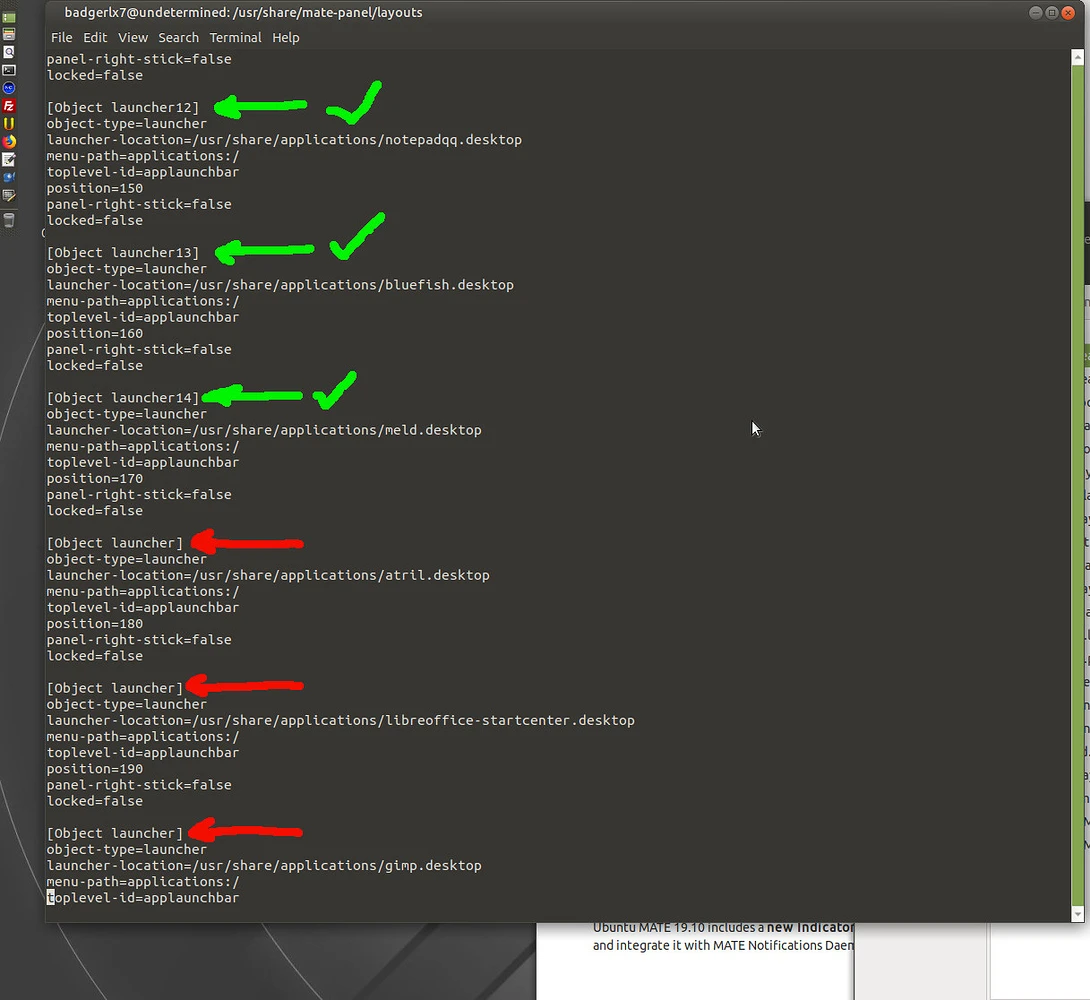 badgerlx7@undetermined: /usr/share/mate-panel/layouts
File Edit View Search Terminal Help
panel-right-stick=false
locked=false
[Object launcher12]
object-type=launcher
launcher-location=/usr/share/applications/notepadqq.desktop
menu-path=applications:/
toplevel-id=applaunchbar
position=150
panel-right-stick=false
locked=false
[Object launcher13]
object-type=launcher
launcher-location=/usr/share/applications/bluefish.desktop
menu-path=applications:/
toplevel-id=applaunchbar
position=160
panel-right-stick=false
locked=false
[Object launcher14]
object-type=launcher
launcher-location=/usr/share/applications/meld.desktop
menu-path=applications:/
toplevel-id=applaunchbar
position=170
panel-right-stick=false
locked=false
[Object launcher]
object-type=launcher
launcher-location=/usr/share/applications/atril.desktop
menu-path=applications:/
toplevel-id=applaunchbar
position=180
panel-right-stick=false
locked=false
[Object launcher]
object-type=launcher
launcher-location=/usr/share/applications/libreoffice-startcenter.desktop
menu-path=applications:/
toplevel-id=applaunchbar
position=190
panel-right-stick=false
locked=false
[Object launcher]
object-type=launcher
launcher-location=/usr/share/applications/gimp.desktop
menu-path=applications:/
toplevel-id=applaunchbar
Ubuntu MATE 19.10 includes a new Indicator
and integrate it with MATE Notifications Daen